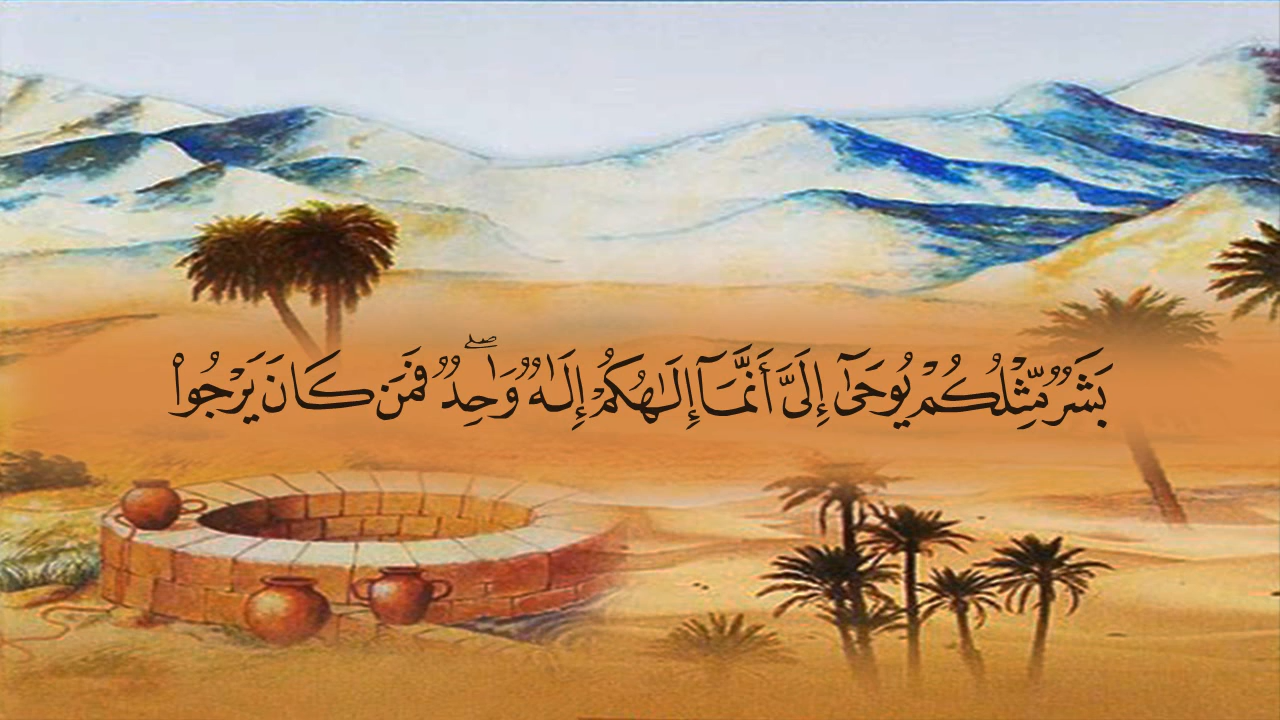 بَشَرٌ مِّثْلُكُمْ يُوحَىٰٓ إِلَىَّ أَنَّمَآ إِلَـٰهُكُمْ إِلَـٰهٌ وَٰحِدٌ ۖ فَمَن كَانَ يَرْجُوا۟